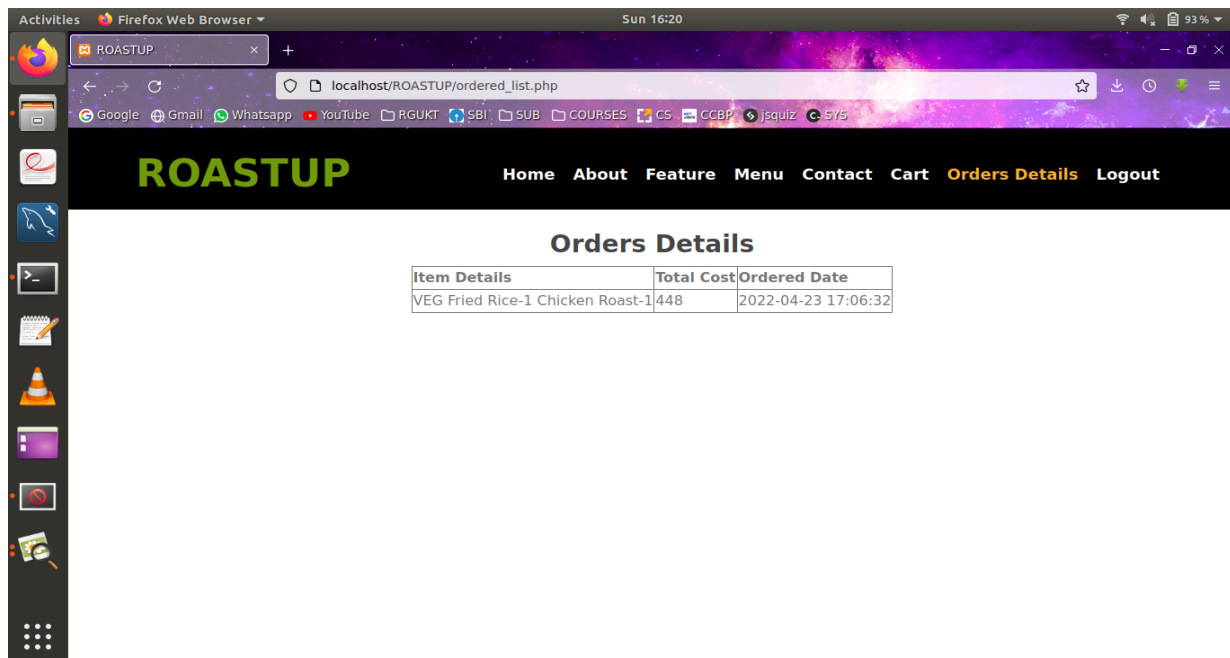 Activities Firefox Web Browser Sun 16:20 93 %
ROASTUP
localhost/ROASTUP/ordered_list.php
Google Gmail Whatsapp YouTube RGUKT SBI SUB COURSES CS CCBP jsquiz SYS
ROASTUP Home About Feature Menu Contact Cart Orders Details Logout
Orders Details
Item Details Total Cost Ordered Date
VEG Fried Rice-1 Chicken Roast-1 448 2022-04-23 17:06:32